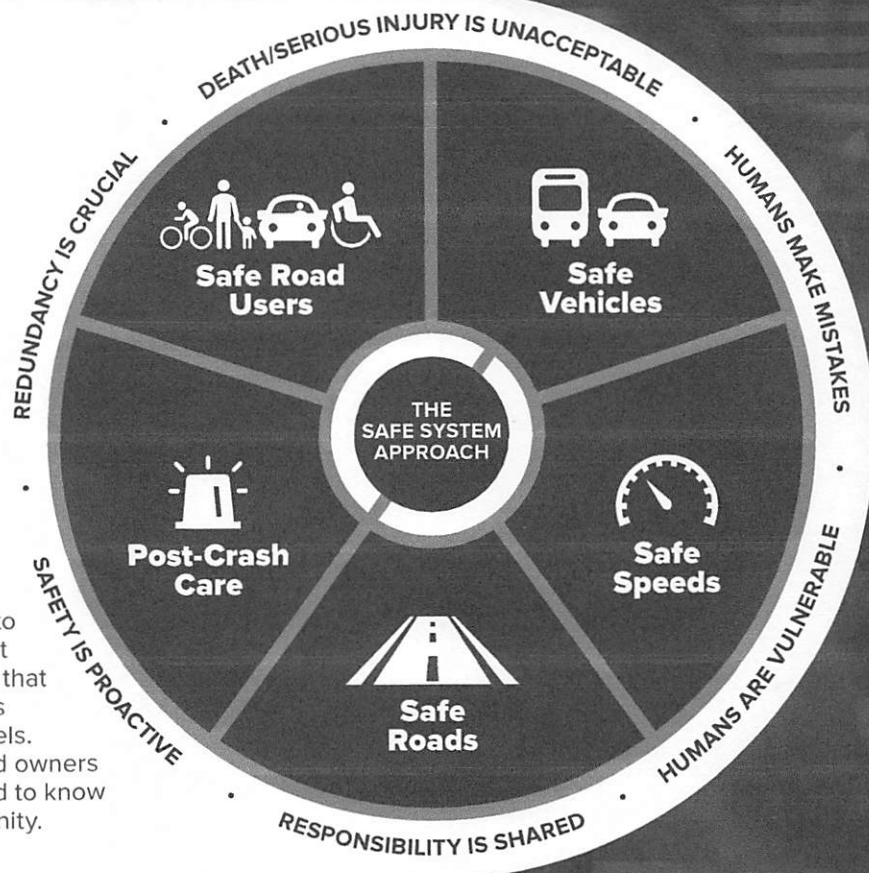 DEATH/SERIOUS INJURY IS UNACCEPTABLE
HUMANS MAKE MISTAKES
HUMANS ARE VULNERABLE
RESPONSIBILITY IS SHARED
SAFETY IS PROACTIVE
REDUNDANCY IS CRUCIAL
Safe Road
Users
Safe
Vehicles
THE
SAFE SYSTEM
APPROACH
Safe
Speeds
Safe
Roads
Post-Crash
Care
to
t
that
s
els.
d owners
d to know
nity.